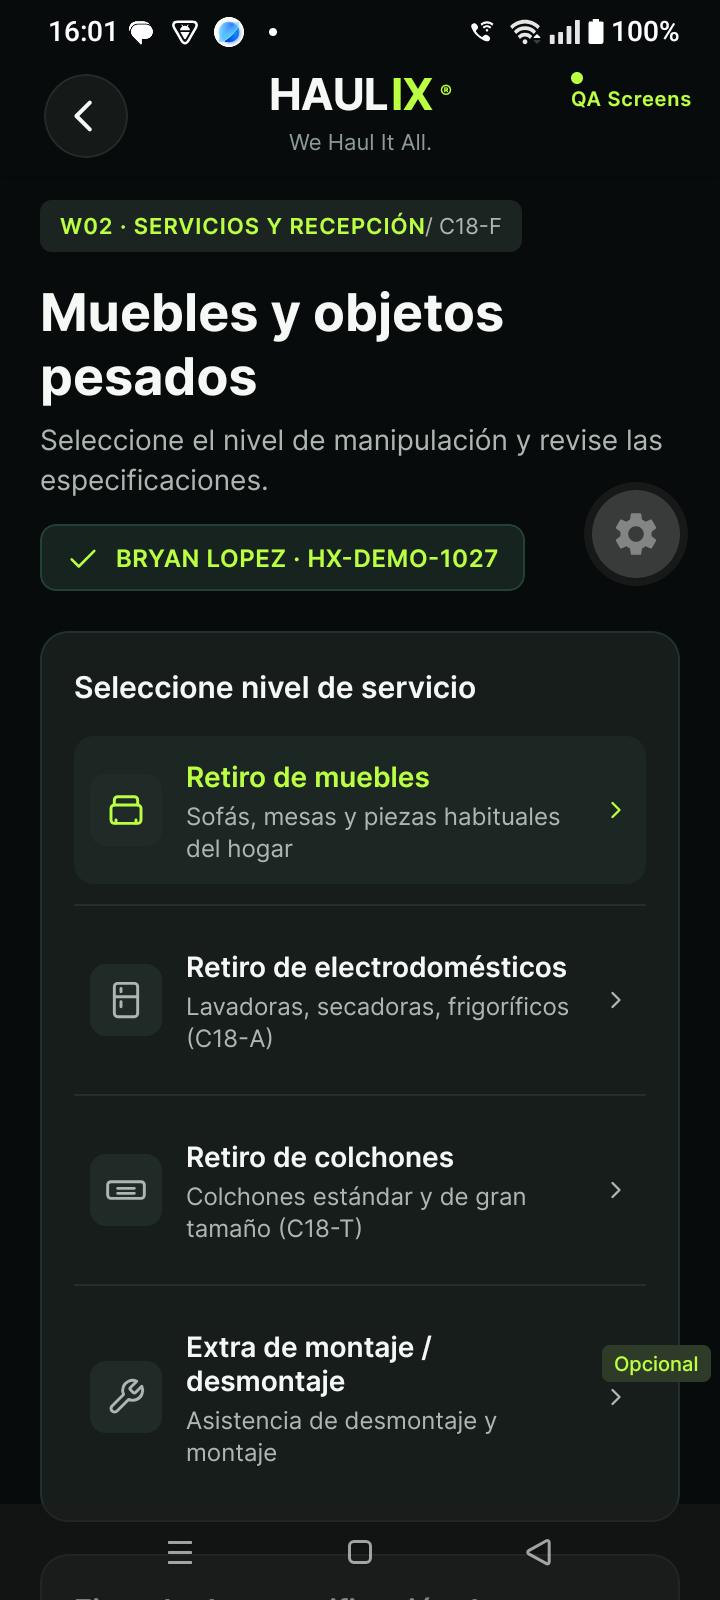 16:01
100%
HAULIX ®
QA Screens
We Haul It All.
W02 · SERVICIOS Y RECEPCIÓN/ C18-F
Muebles y objetos
pesados
Seleccione el nivel de manipulación y revise las
especificaciones.
BRYAN LOPEZ · HX-DEMO-1027
Seleccione nivel de servicio
Retiro de muebles
Sofás, mesas y piezas habituales
del hogar
Retiro de electrodomésticos
Lavadoras, secadoras, frigoríficos
(C18-A)
Retiro de colchones
Colchones estándar y de gran
tamaño (C18-T)
Extra de montaje /
desmontaje
Opcional
Asistencia de desmontaje y
montaje